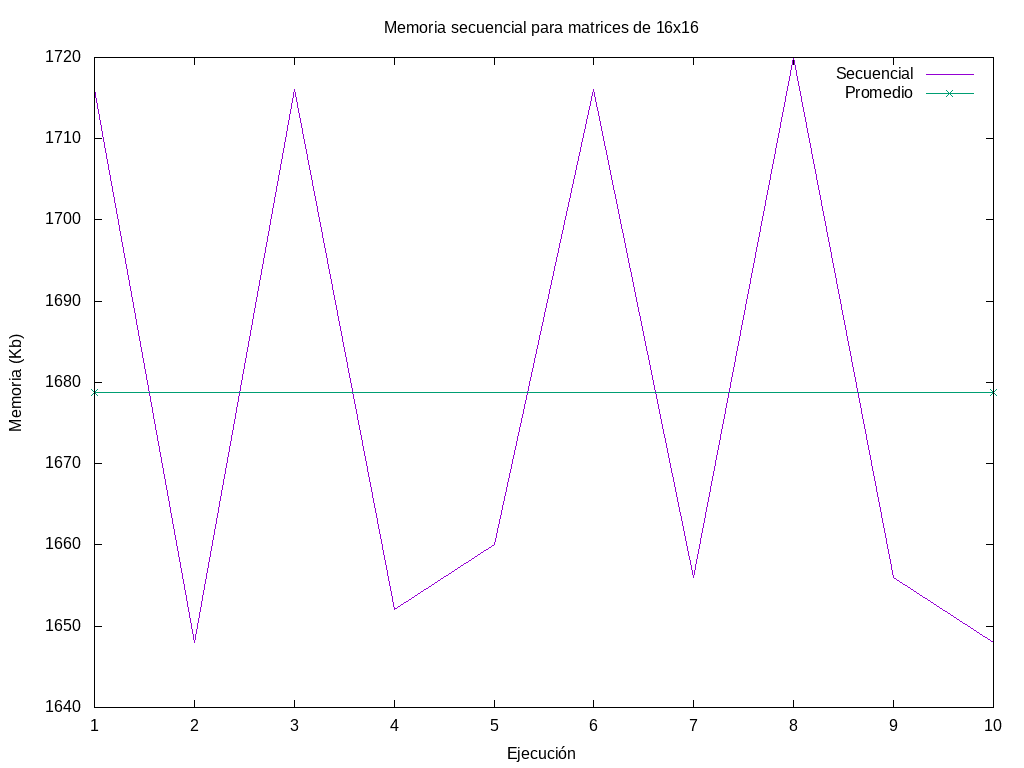 Memoria secuencial para matrices de 16x16
Secuencial
Promedio
1720
1710
1700
1690
1680
1670
1660
1650
1640
Memoria (Kb)
1 2 3 4 5 6 7 8 9 10
Ejecución